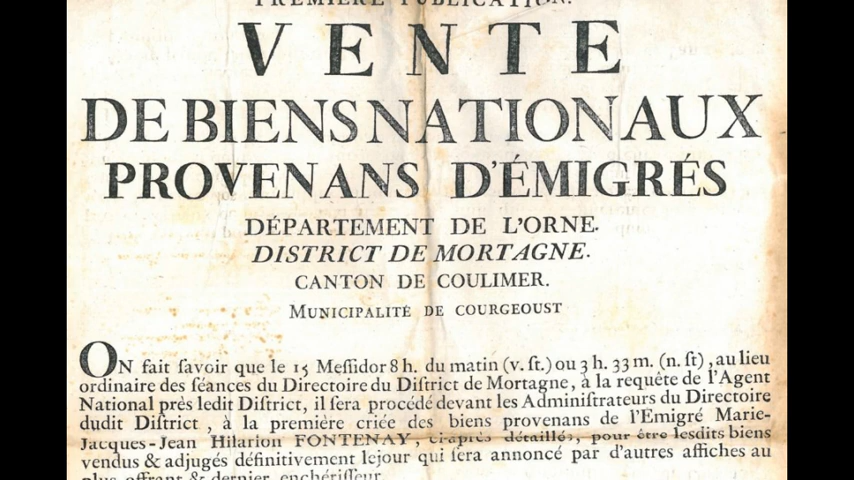 PREMIÈRE PUBLICATION.
VENTE
DE BIENS NATIONAUX
PROVENANS D'ÉMIGRÉS
DÉPARTEMENT DE L'ORNE.
DISTRICT DE MORTAGNE.
CANTON DE COULIMER.
MUNICIPALITÉ DE COURGEOUST
ON fait ſavoir que le 15 Meſſidor 8 h. du matin (v. ſt.) ou 3 h. 33 m. (n. ſt), au lieu
ordinaire des ſéances du Directoire du Diſtrict de Mortagne, à la requête de l'Agent
National près ledit Diſtrict, il ſera procédé devant les Adminiſtrateurs du Directoire
dudit Diſtrict, à la première criée des biens provenans de l'Emigré Marie-
Jacques-Jean Hilarion FONTENAY, ci-après détaillés, pour être leſdits biens
vendus & adjugés définitivement lejour qui ſera annoncé par d'autres affiches au
plus offrant & dernier enchériſſeur.